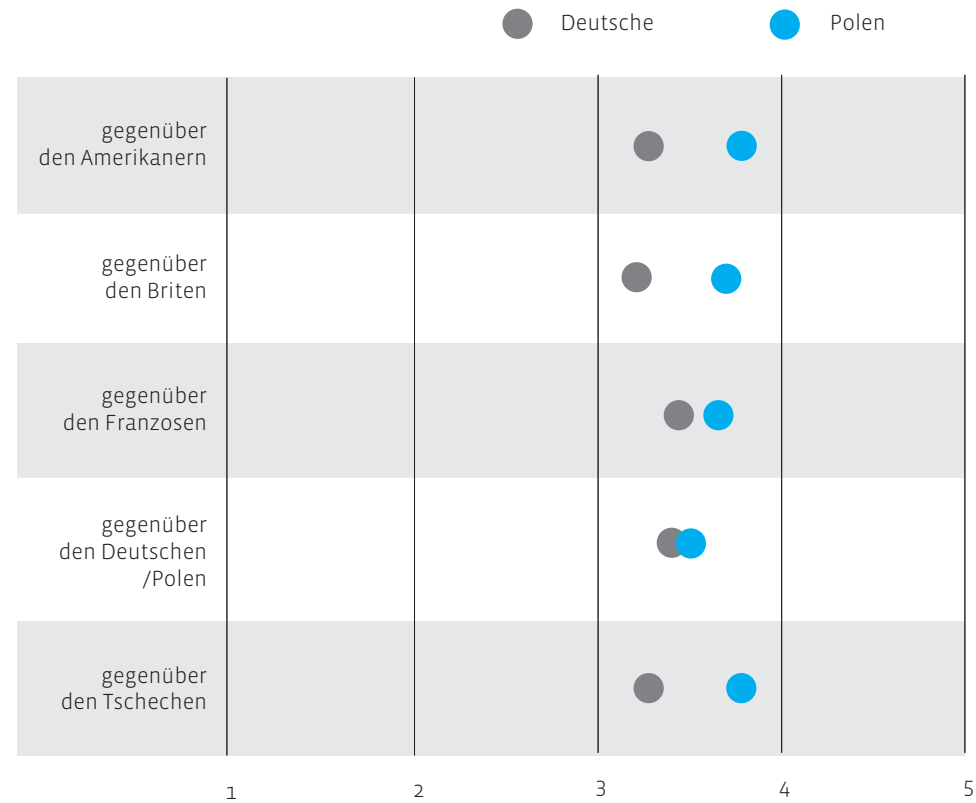 Deutsche Polen
gegenüber
den Amerikanern
gegenüber
den Briten
gegenüber
den Franzosen
gegenüber
den Deutschen
/Polen
gegenüber
den Tschechen
1 2 3 4 5